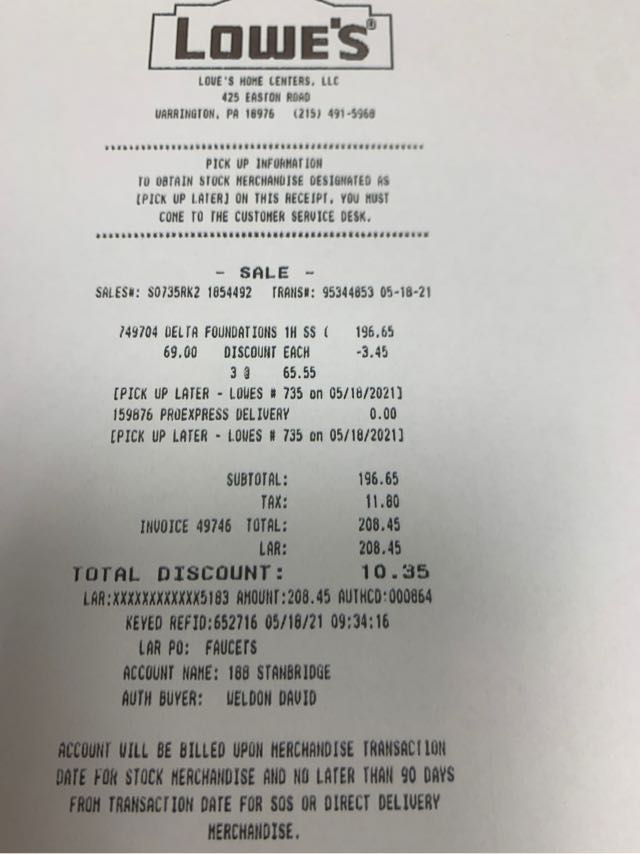 LOWE'S®
LOWE'S HOME CENTERS, LLC
425 EASTON ROAD
WARRINGTON, PA 18976 (215) 491-5968
****************************************
PICK UP INFORMATION
TO OBTAIN STOCK MERCHANDISE DESIGNATED AS
[PICK UP LATER] ON THIS RECEIPT, YOU MUST
COME TO THE CUSTOMER SERVICE DESK.
****************************************
- SALE -
SALES#: S0735RK2 1854492 TRANS#: 95344853 05-18-21
749704 DELTA FOUNDATIONS 1H SS ( 196.65
69.00 DISCOUNT EACH -3.45
3 @ 65.55
[PICK UP LATER - LOWES # 735 on 05/18/2021]
159876 PROEXPRESS DELIVERY 0.00
[PICK UP LATER - LOWES # 735 on 05/18/2021]
SUBTOTAL: 196.65
TAX: 11.80
INVOICE 49746 TOTAL: 208.45
LAR: 208.45
TOTAL DISCOUNT: 10.35
LAR:XXXXXXXXXXXX5183 AMOUNT:208.45 AUTHCD:000864
KEYED REFID:652716 05/18/21 09:34:16
LAR PO: FAUCETS
ACCOUNT NAME: 188 STANBRIDGE
AUTH BUYER: WELDON DAVID
ACCOUNT WILL BE BILLED UPON MERCHANDISE TRANSACTION
DATE FOR STOCK MERCHANDISE AND NO LATER THAN 90 DAYS
FROM TRANSACTION DATE FOR SOS OR DIRECT DELIVERY
MERCHANDISE.